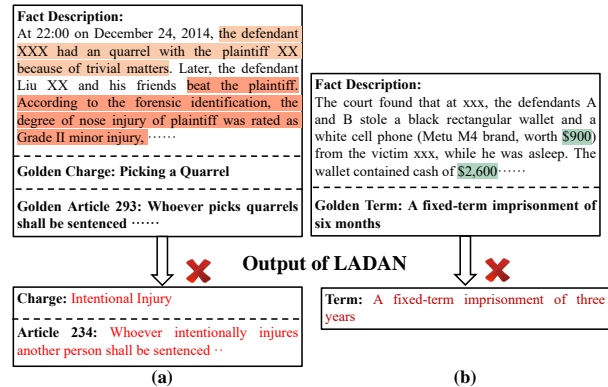 Fact Description:
At 22:00 on December 24, 2014, the defendant
XXX had an quarrel with the plaintiff XX
because of trivial matters. Later, the defendant
Liu XX and his friends beat the plaintiff.
According to the forensic identification, the
degree of nose injury of plaintiff was rated as
Grade II minor injury, ······
Golden Charge: Picking a Quarrel
Golden Article 293: Whoever picks quarrels
shall be sentenced ······
Fact Description:
The court found that at xxx, the defendants A
and B stole a black rectangular wallet and a
white cell phone (Metu M4 brand, worth $900)
from the victim xxx, while he was asleep. The
wallet contained cash of $2,600······
Golden Term: A fixed-term imprisonment of
six months
Output of LADAN
Charge: Intentional Injury
Article 234: Whoever intentionally injures
another person shall be sentenced ··
Term: A fixed-term imprisonment of three
years
(a)
(b)